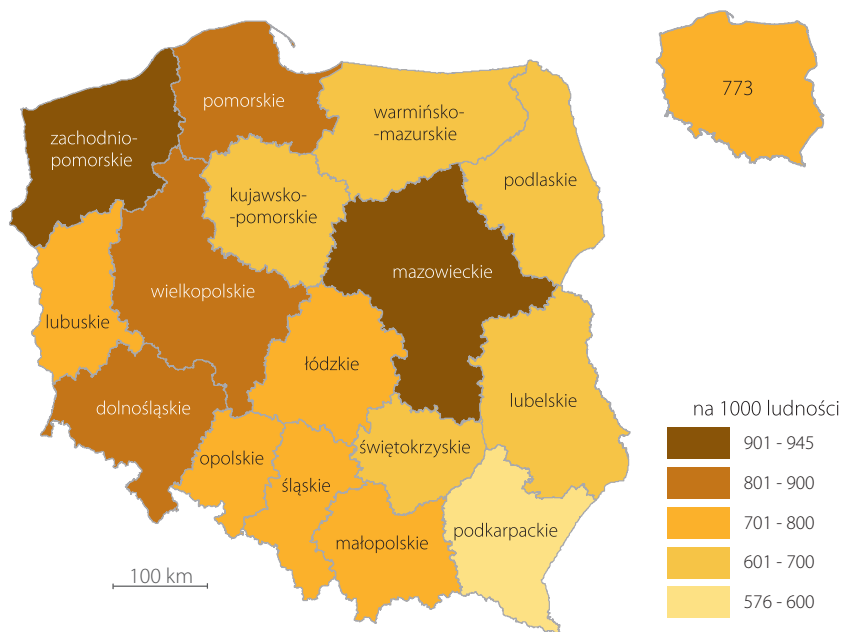 773
pomorskie
zachodnio-
pomorskie
warmińsko-
-mazurskie
podlaskie
kujawsko-
-pomorskie
mazowieckie
wielkopolskie
lubuskie
łódzkie
dolnośląskie
lubelskie
świętokrzyskie
opolskie
śląskie
podkarpackie
małopolskie
100 km
na 1000 ludności
901 - 945
801 - 900
701 - 800
601 - 700
576 - 600